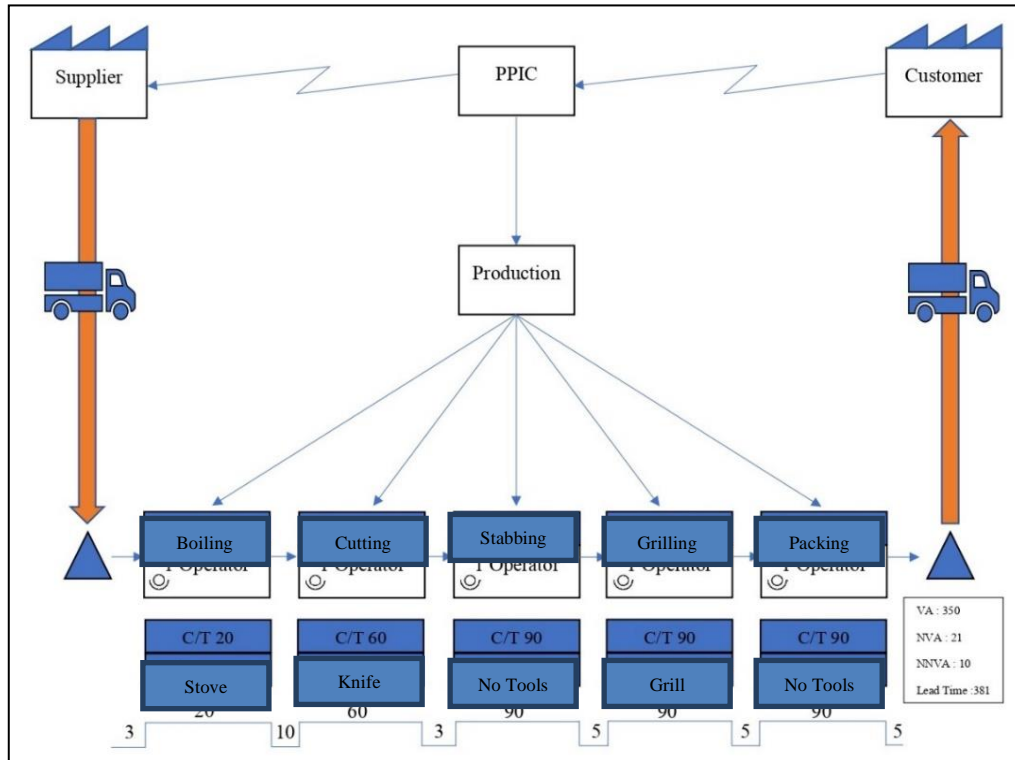 Supplier
PPIC
Customer
Production
Boiling
Cutting
Stabbing
Grilling
Packing
1 Operator
1 Operator
1 Operator
1 Operator
1 Operator
C/T 20
C/T 60
C/T 90
C/T 90
C/T 90
Stove
Knife
No Tools
Grill
No Tools
20
60
90
90
90
3
10
3
5
5
5
VA : 350
NVA : 21
NNVA : 10
Lead Time :381